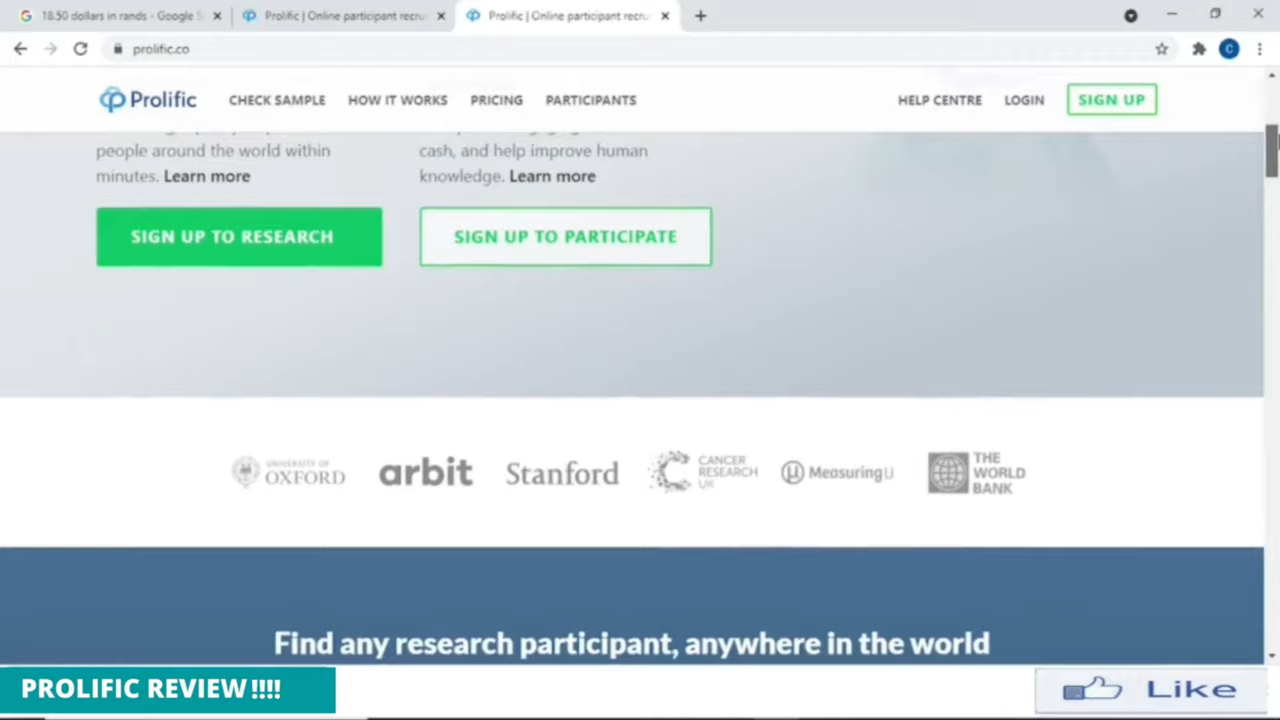 18.50 dollars in rands - Google S
Prolific | Online participant recru
Prolific | Online participant recru
prolific.co
C
Prolific
CHECK SAMPLE
HOW IT WORKS
PRICING
PARTICIPANTS
HELP CENTRE
LOGIN
SIGN UP
people around the world within
minutes. Learn more
cash, and help improve human
knowledge. Learn more
SIGN UP TO RESEARCH
SIGN UP TO PARTICIPATE
UNIVERSITY OF
OXFORD
arbit
Stanford
CANCER
RESEARCH
UK
MeasuringU
THE
WORLD
BANK
Find any research participant, anywhere in the world
PROLIFIC REVIEW!!!!
Like